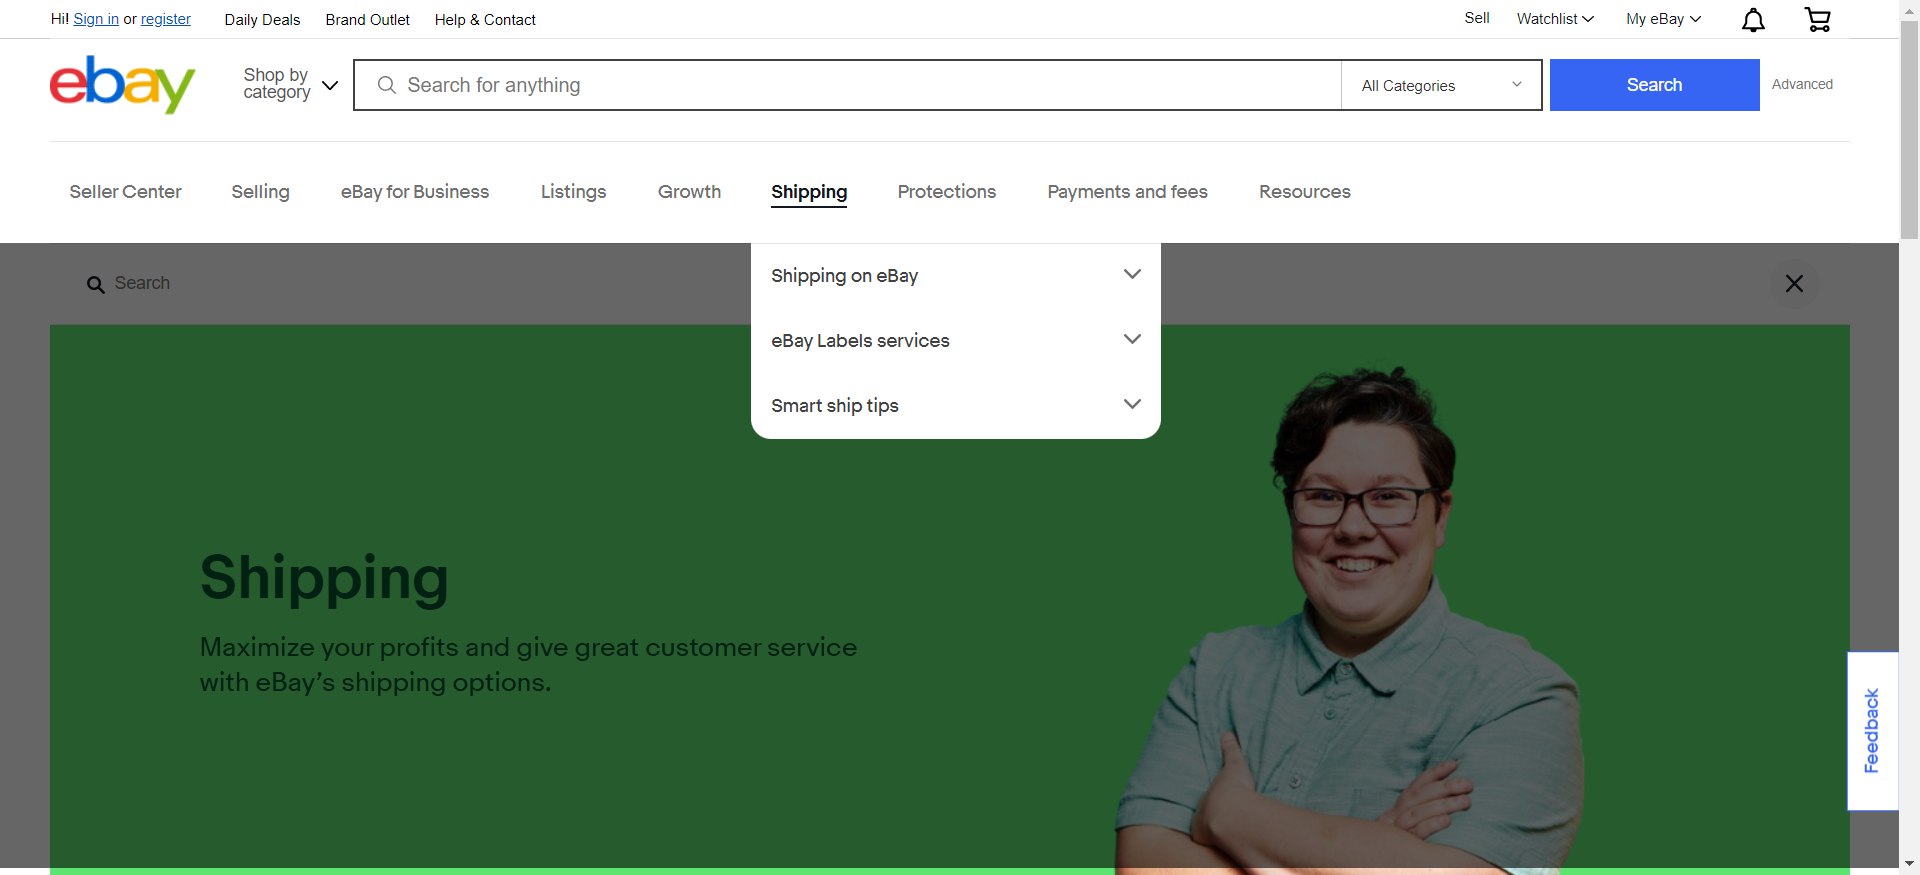 Hi! Sign in or register
Daily Deals
Brand Outlet
Help & Contact
Sell
Watchlist
My eBay
ebay
Shop by
category
Search for anything
All Categories
Search
Advanced
Seller Center
Selling
eBay for Business
Listings
Growth
Shipping
Protections
Payments and fees
Resources
Search
Shipping on eBay
eBay Labels services
Smart ship tips
Shipping
Maximize your profits and give great customer service
with eBay’s shipping options.
Feedback